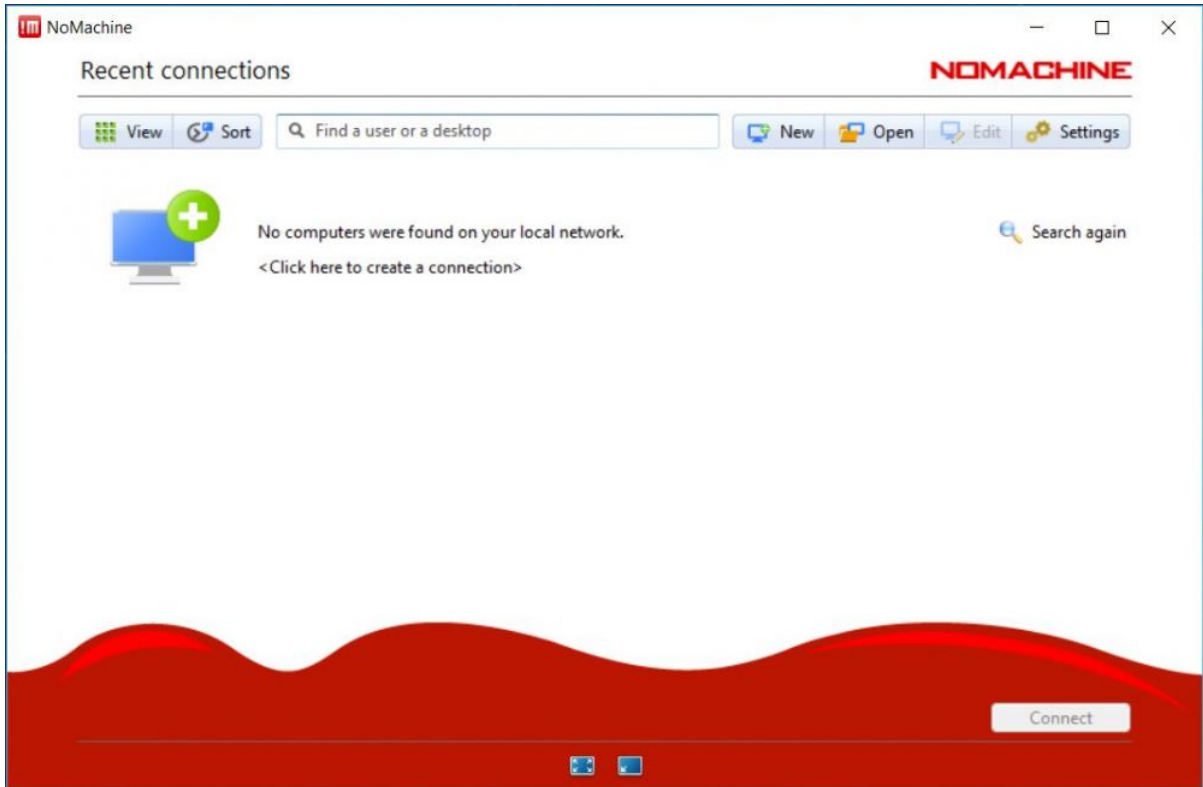 !m NoMachine
Recent connections
NOMACHINE
View Sort Find a user or a desktop New Open Edit Settings
No computers were found on your local network.
Search again
<Click here to create a connection>
Connect